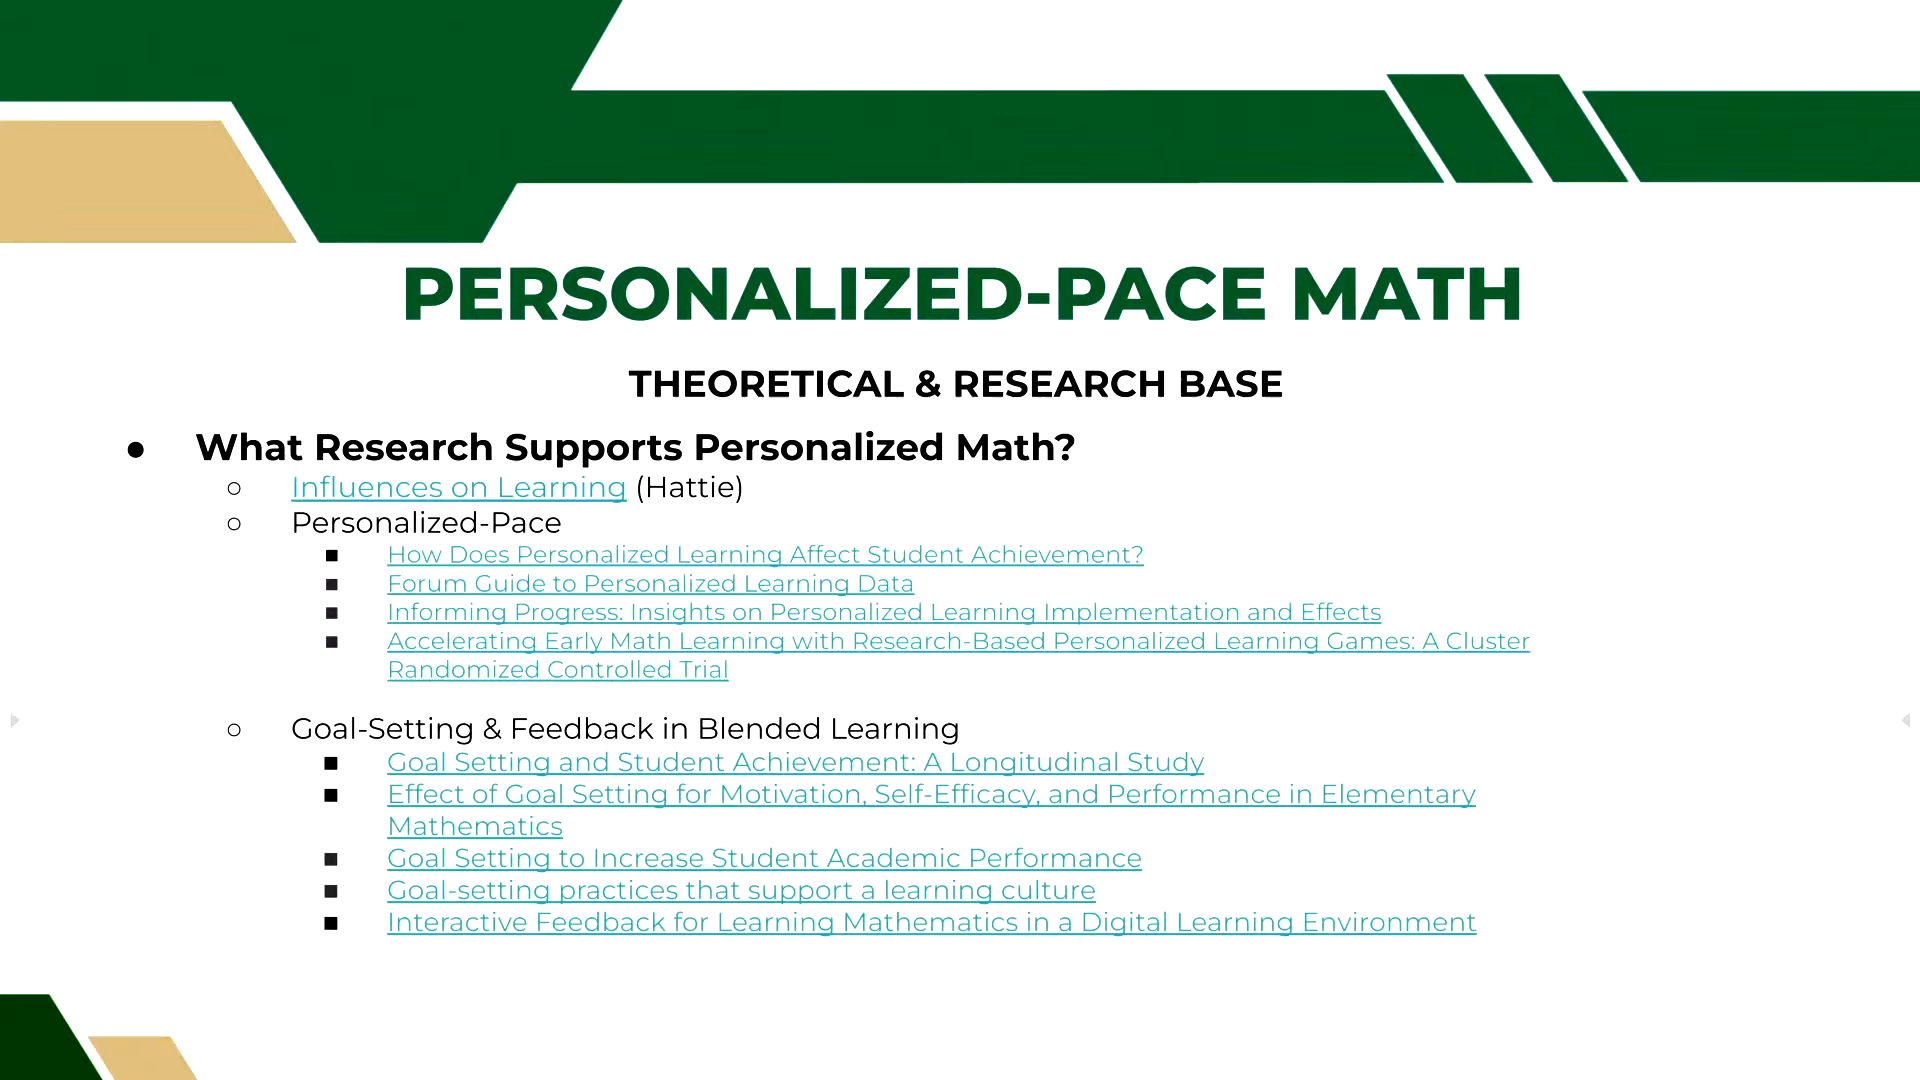 PERSONALIZED-PACE MATH
THEORETICAL & RESEARCH BASE
● What Research Supports Personalized Math?
○ Influences on Learning (Hattie)
○ Personalized-Pace
■ How Does Personalized Learning Affect Student Achievement?
■ Forum Guide to Personalized Learning Data
■ Informing Progress: Insights on Personalized Learning Implementation and Effects
■ Accelerating Early Math Learning with Research-Based Personalized Learning Games: A Cluster
Randomized Controlled Trial
○ Goal-Setting & Feedback in Blended Learning
■ Goal Setting and Student Achievement: A Longitudinal Study
■ Effect of Goal Setting for Motivation, Self-Efficacy, and Performance in Elementary
Mathematics
■ Goal Setting to Increase Student Academic Performance
■ Goal-setting practices that support a learning culture
■ Interactive Feedback for Learning Mathematics in a Digital Learning Environment